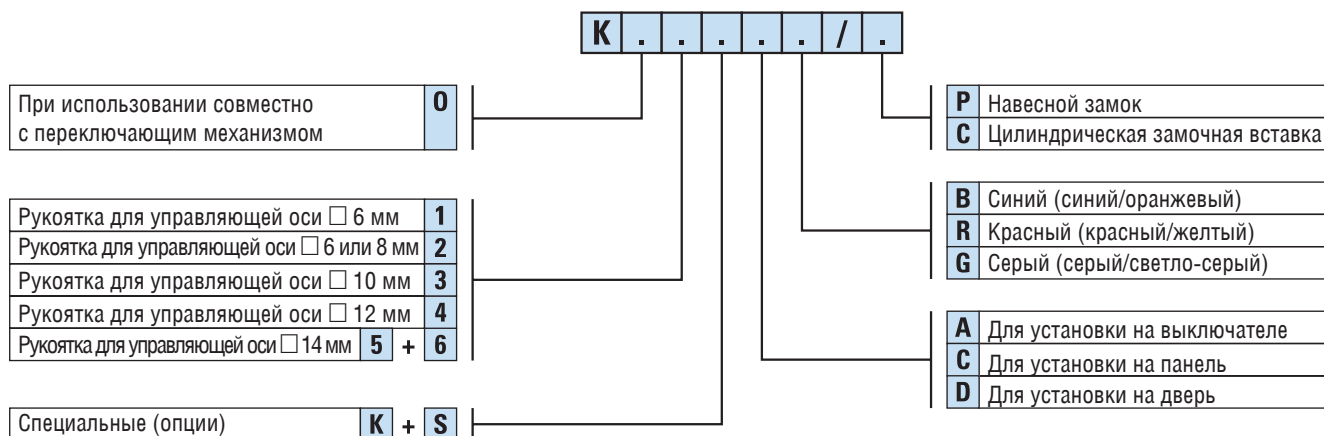 K . . . . . / .
При использовании совместно
с переключающим механизмом 0
Рукоятка для управляющей оси □ 6 мм 1
Рукоятка для управляющей оси □ 6 или 8 мм 2
Рукоятка для управляющей оси □ 10 мм 3
Рукоятка для управляющей оси □ 12 мм 4
Рукоятка для управляющей оси □ 14 мм 5 + 6
Специальные (опции) K + S
P Навесной замок
C Цилиндрическая замочная вставка
B Синий (синий/оранжевый)
R Красный (красный/желтый)
G Серый (серый/светло-серый)
A Для установки на выключателе
C Для установки на панель
D Для установки на дверь